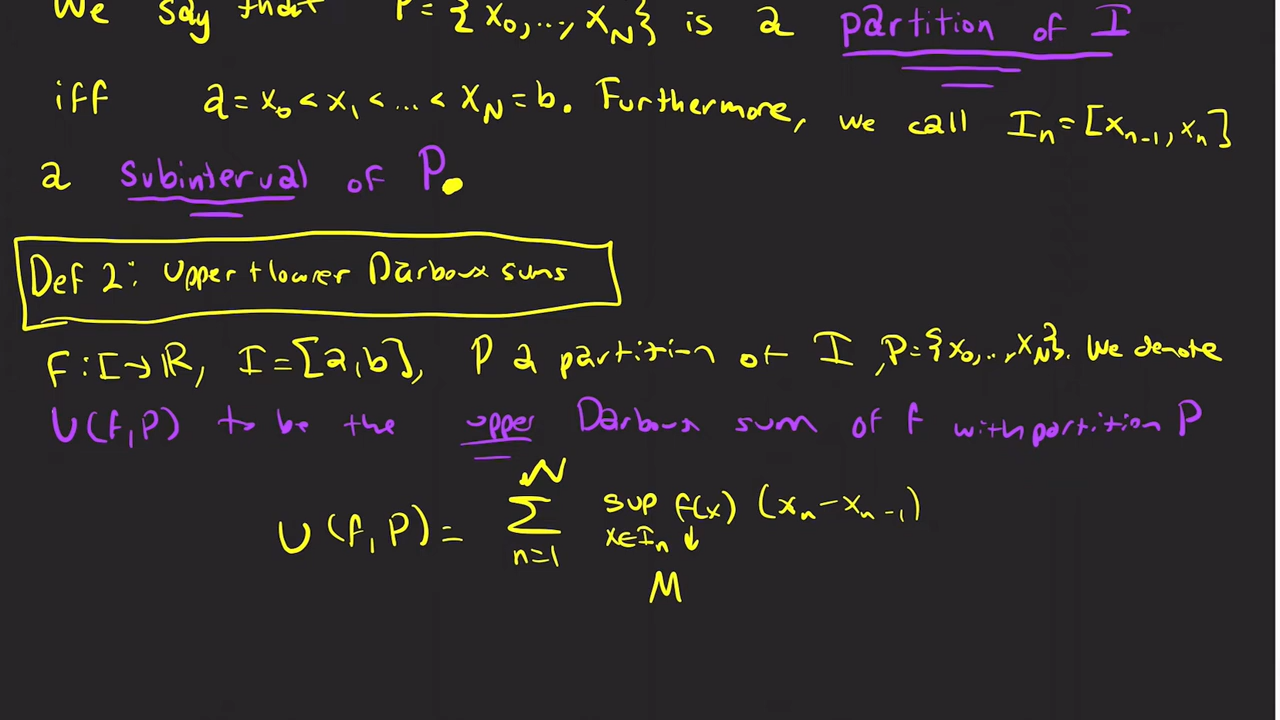 We say that P = {x₀,..., x_N} is a partition of I
iff a = x₀ < x₁ < ... < x_N = b. Furthermore, we call I_n = [x_{n-1}, x_n]
a subinterval of P.
Def 2: Upper + lower Darboux sums
F: I → ℝ, I = [a,b], P a partition of I, P = {x₀,..,x_N}. We denote
U(f,P) to be the upper Darboux sum of f with partition P
N
U(f,P) = Σ sup f(x) (x_n - x_{n-1})
n=1 x∈I_n ↓
M